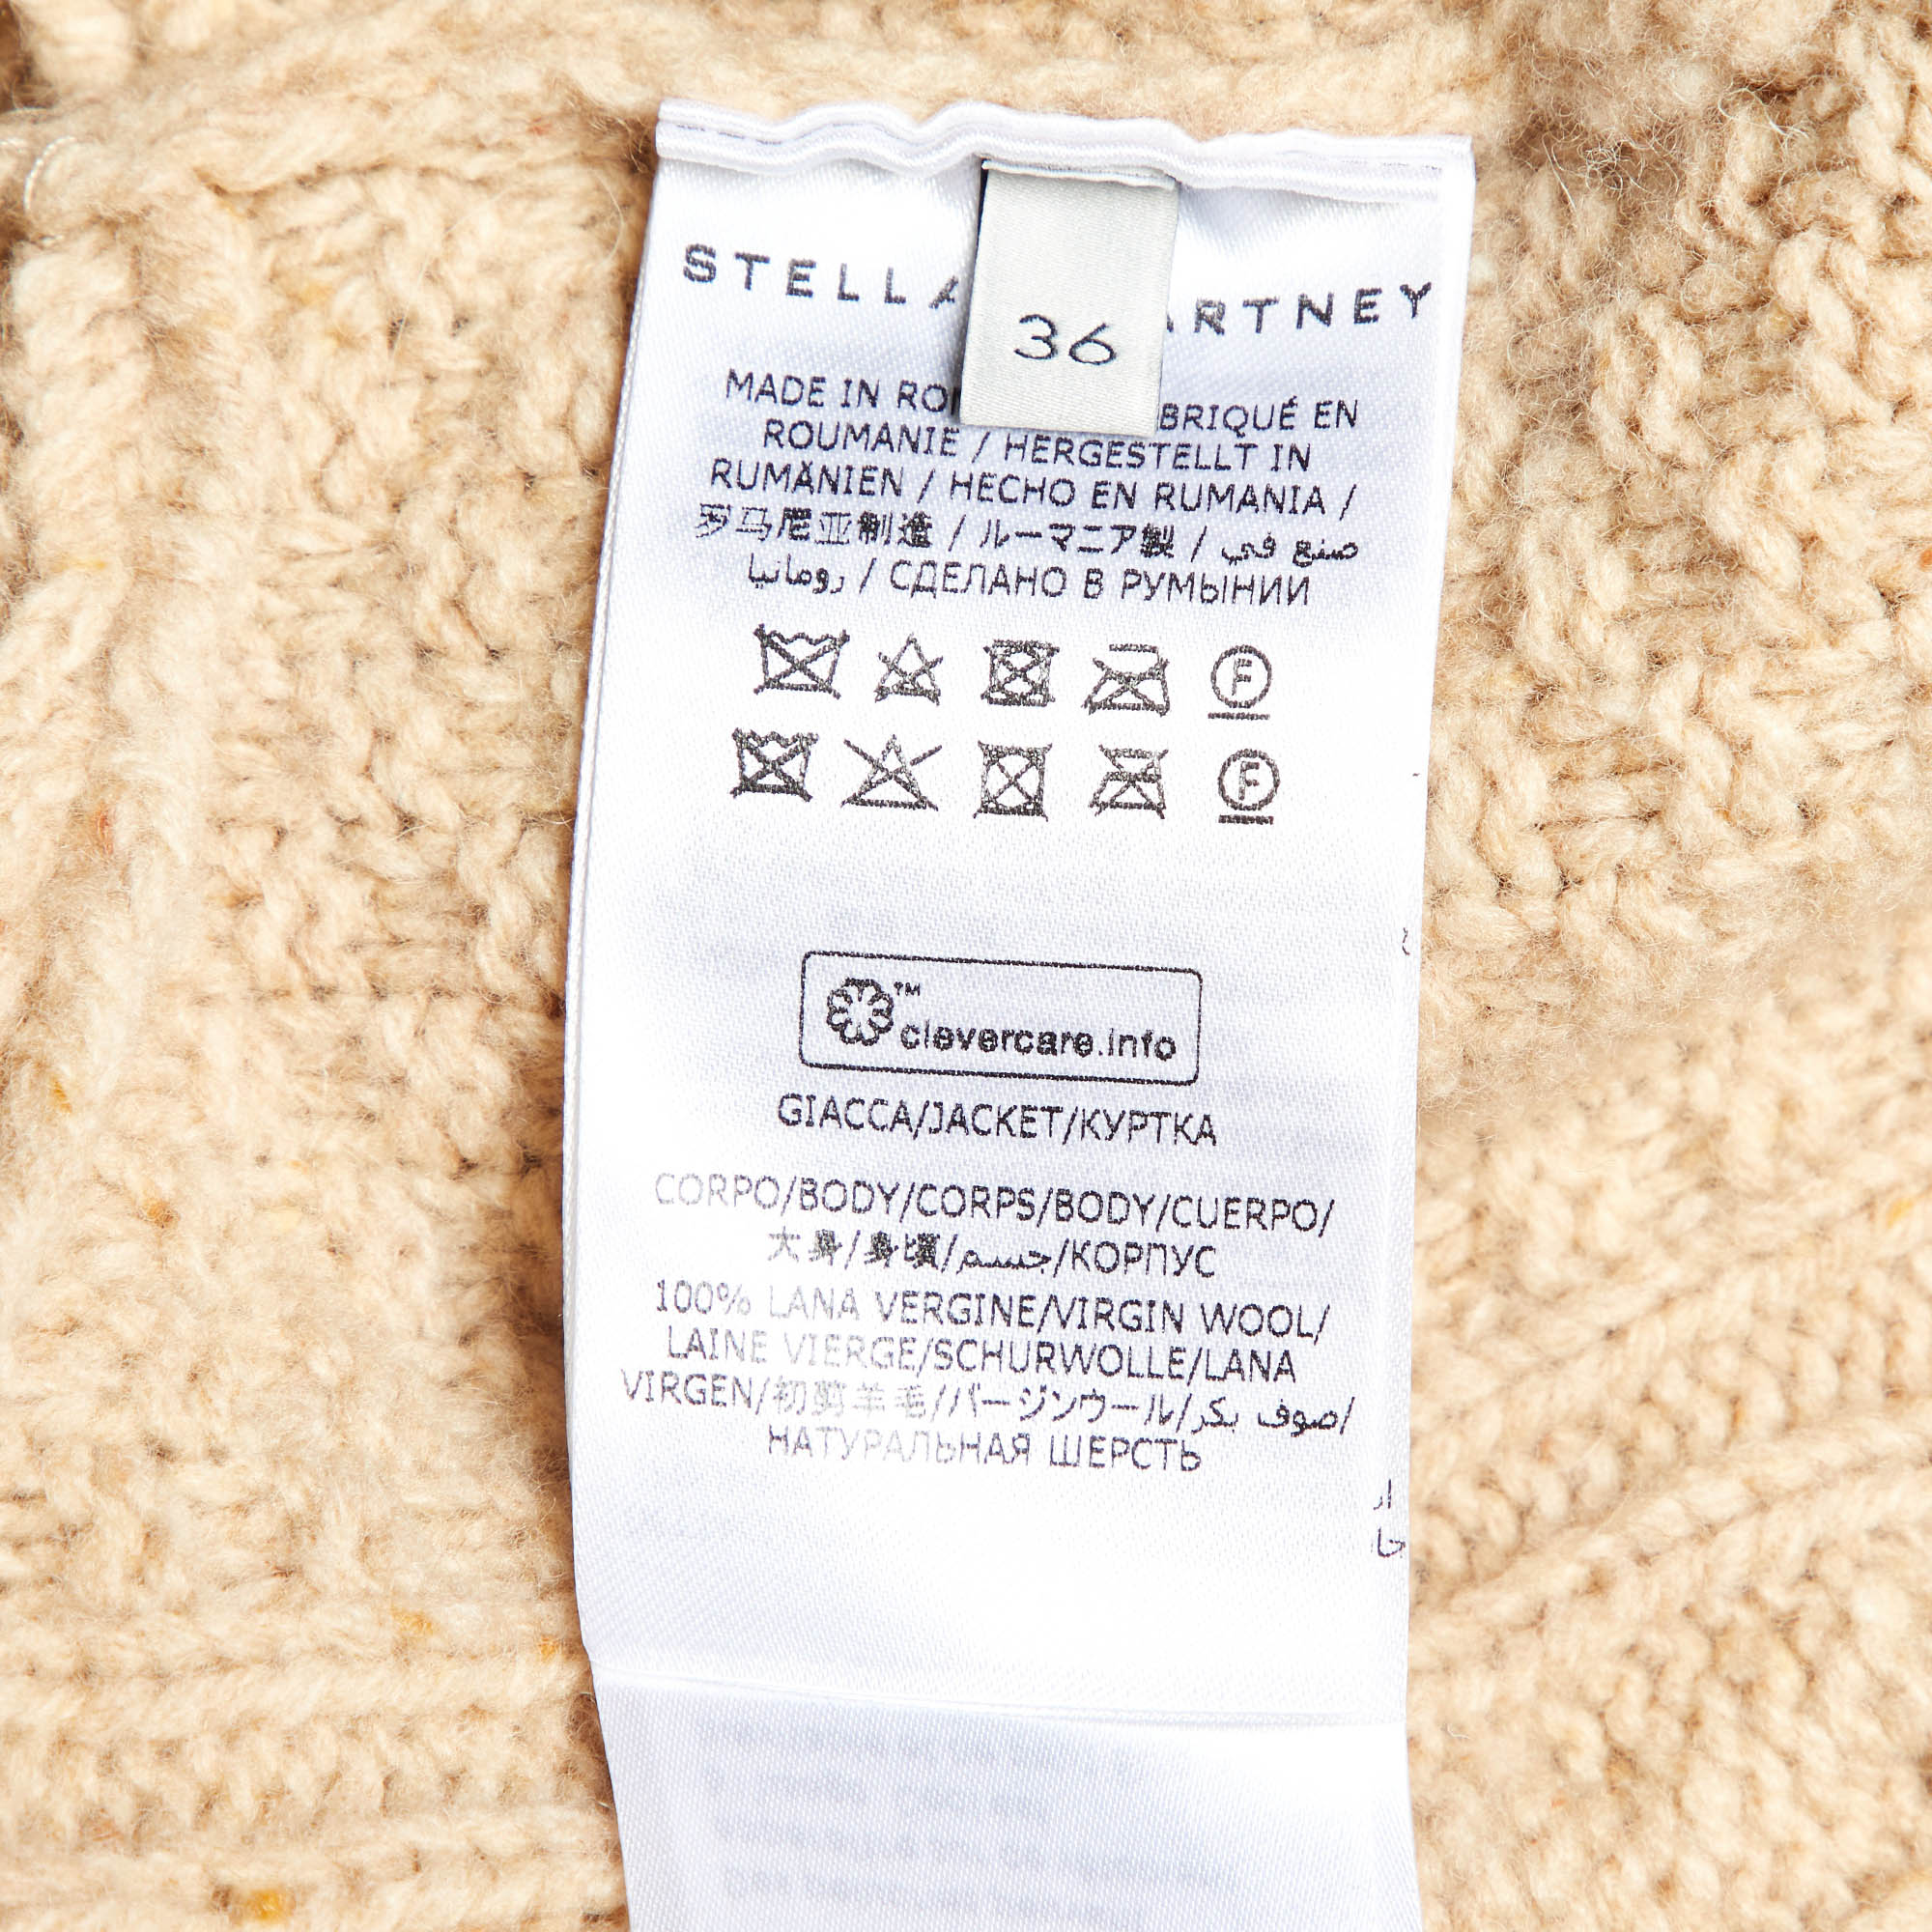 STELLA ARTNEY
36
MADE IN BRIQUÉ EN
ROUMANIE / HERGESTELLT IN
RUMÄNIEN / HECHO EN RUMANIA /
罗马尼亚制造 / ルーマニア製 / صنع في
رومانيا / СДЕЛАНО В РУМЫНИИ
F
F
™
clevercare.info
GIACCA/JACKET/КУРТКА
CORPO/BODY/CORPS/BODY/CUERPO/
大身/身頃/جسم/КОРПУС
100% LANA VERGINE/VIRGIN WOOL/
LAINE VIERGE/SCHURWOLLE/LANA
VIRGEN/初剪羊毛//バージンウール/صوف بكر/
НАТУРАЛЬНАЯ ШЕРСТЬ